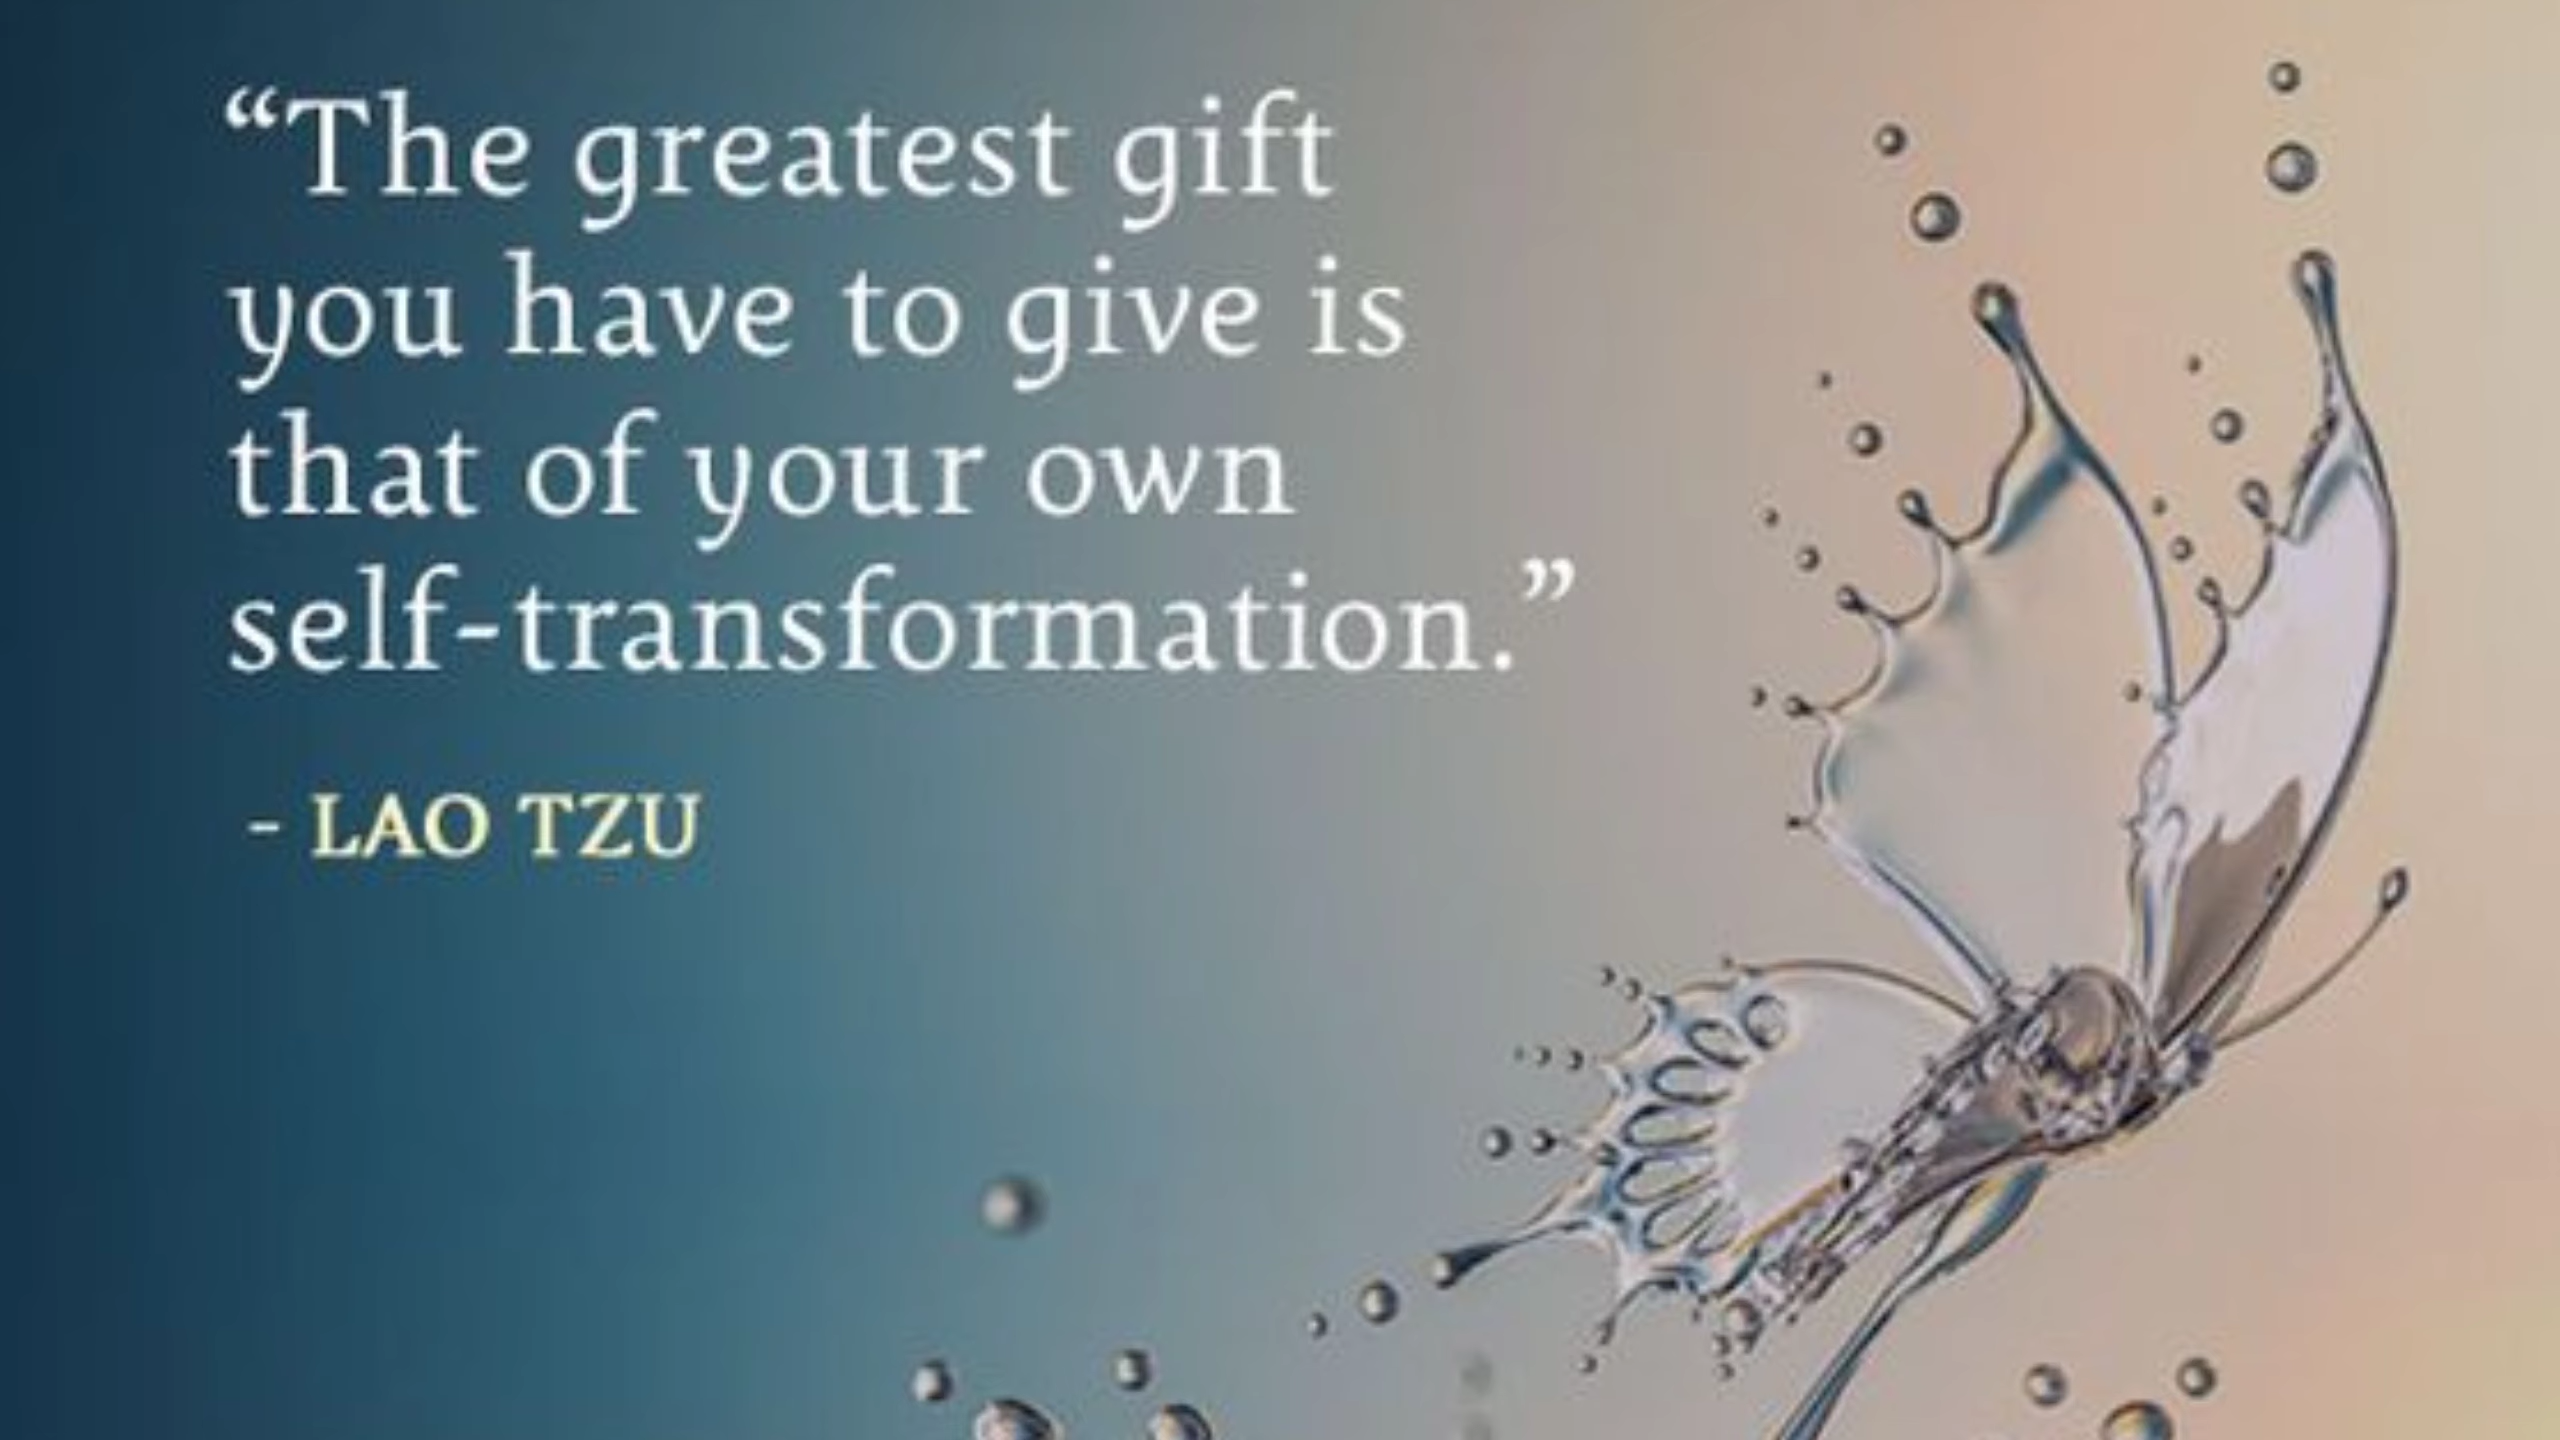 “The greatest gift
you have to give is
that of your own
self-transformation.”
- LAO TZU